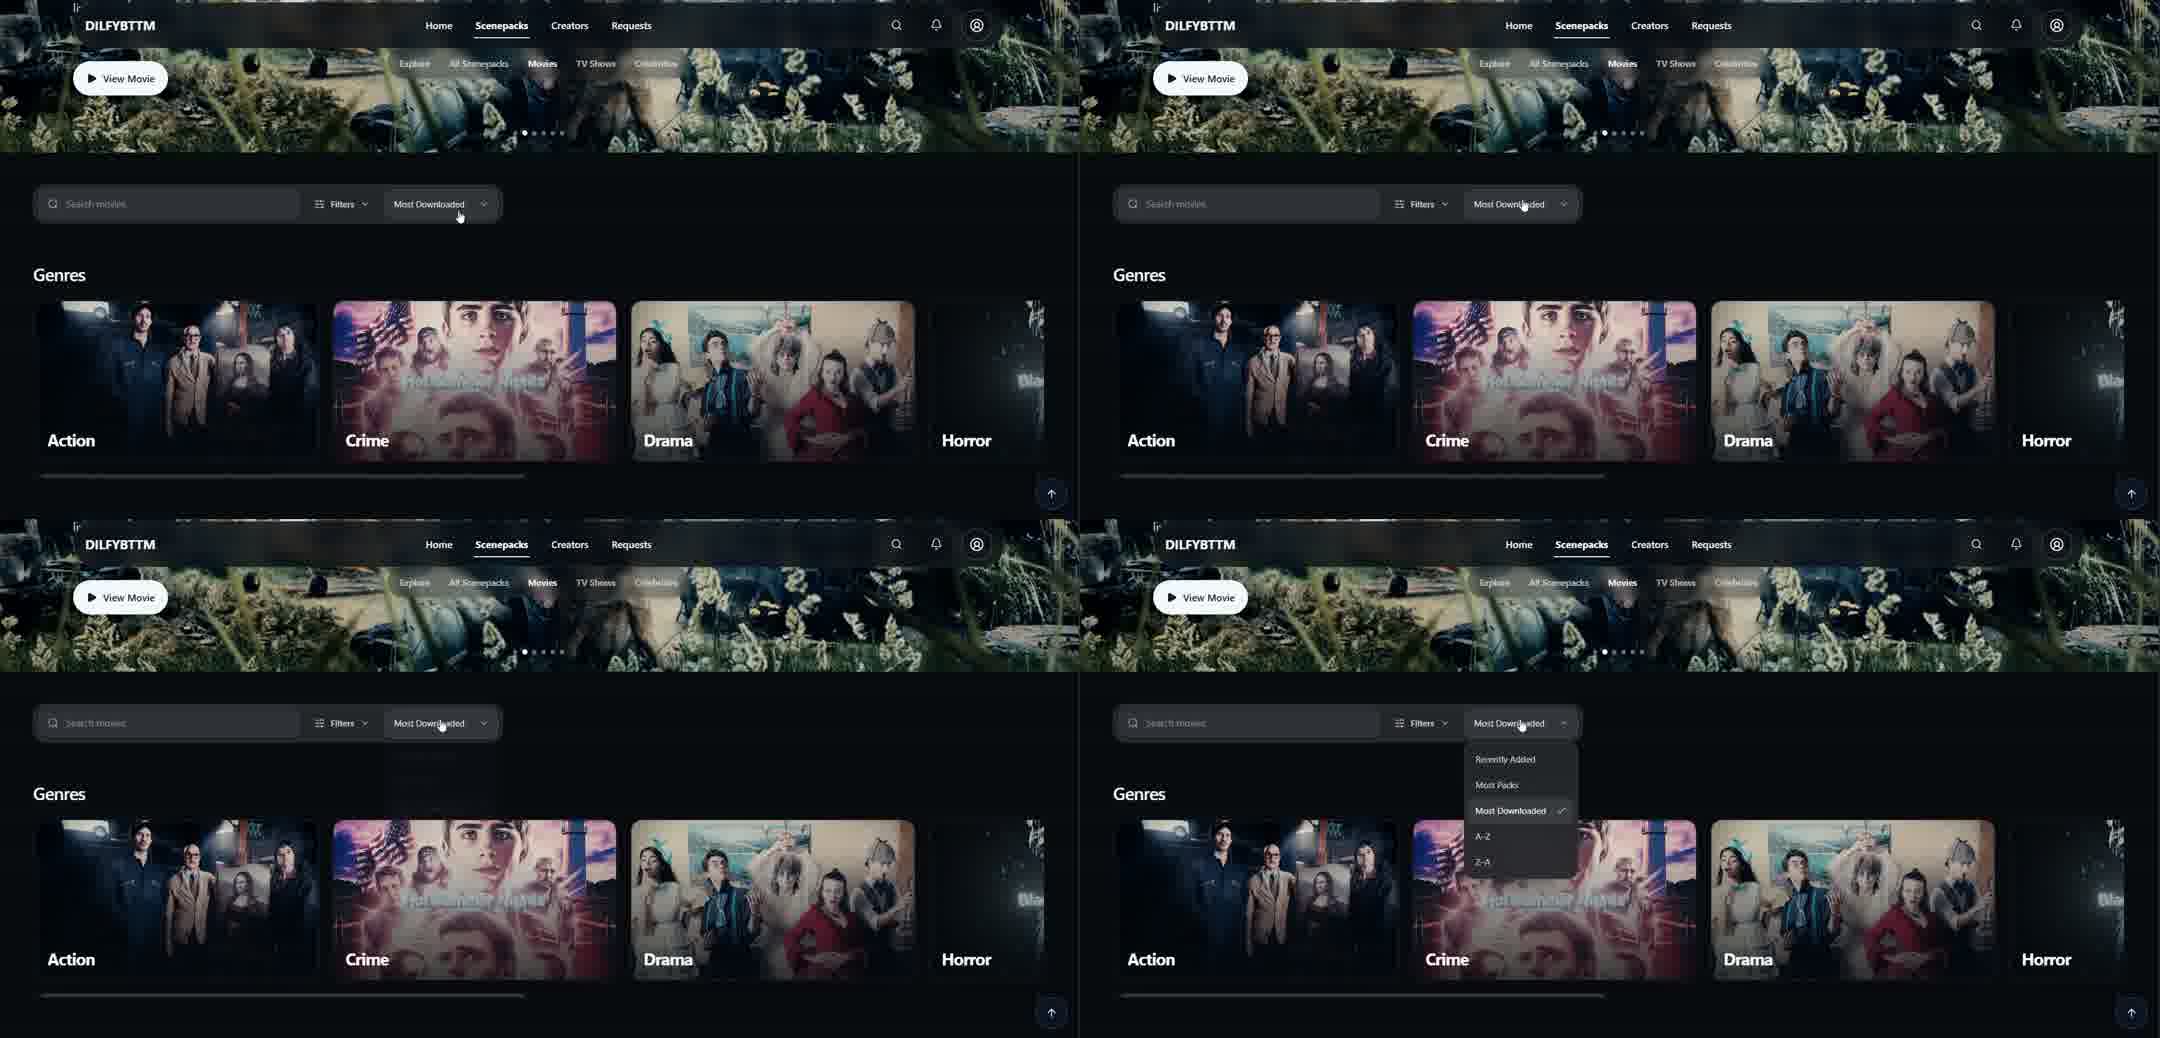 DILFYBTTM Home Scenepacks Creators Requests
Explore All Scenepacks Movies TV Shows Celebrities
View Movie
Search movies Filters Most Downloaded
Genres
Action Crime Drama Horror
DILFYBTTM Home Scenepacks Creators Requests
Explore All Scenepacks Movies TV Shows Celebrities
View Movie
Search movies Filters Most Downloaded
Genres
Action Crime Drama Horror
DILFYBTTM Home Scenepacks Creators Requests
Explore All Scenepacks Movies TV Shows Celebrities
View Movie
Search movies Filters Most Downloaded
Genres
Action Crime Drama Horror
DILFYBTTM Home Scenepacks Creators Requests
Explore All Scenepacks Movies TV Shows Celebrities
View Movie
Search movies Filters Most Downloaded
Recently Added
Most Packs
Genres
Most Downloaded
A-Z
Z-A
Action Crime Drama Horror